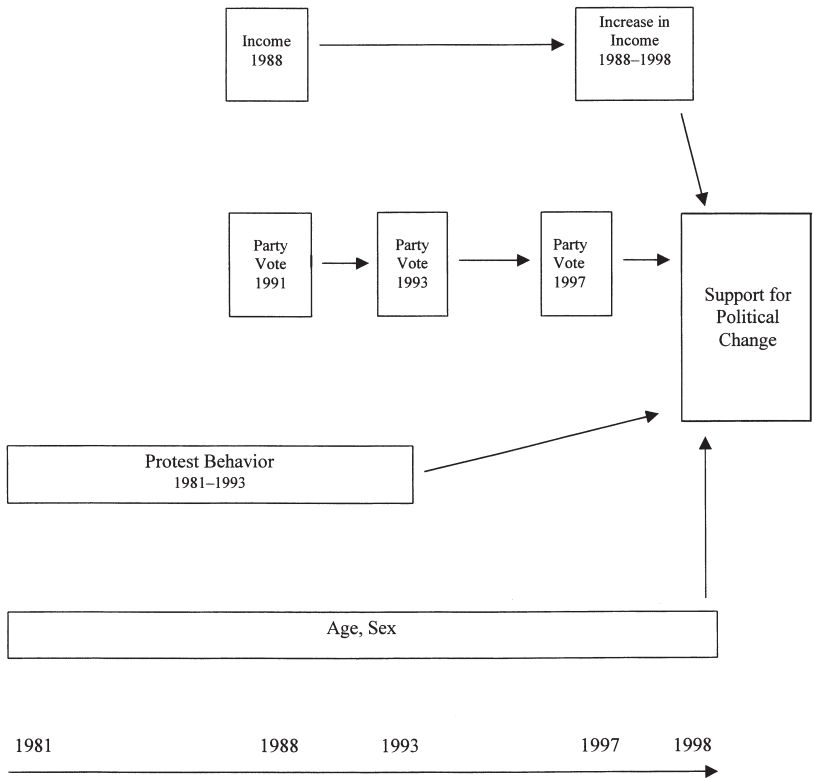 Income
1988
Increase in
Income
1988–1998
Party
Vote
1991
Party
Vote
1993
Party
Vote
1997
Support for
Political
Change
Protest Behavior
1981–1993
Age, Sex
1981 1988 1993 1997 1998